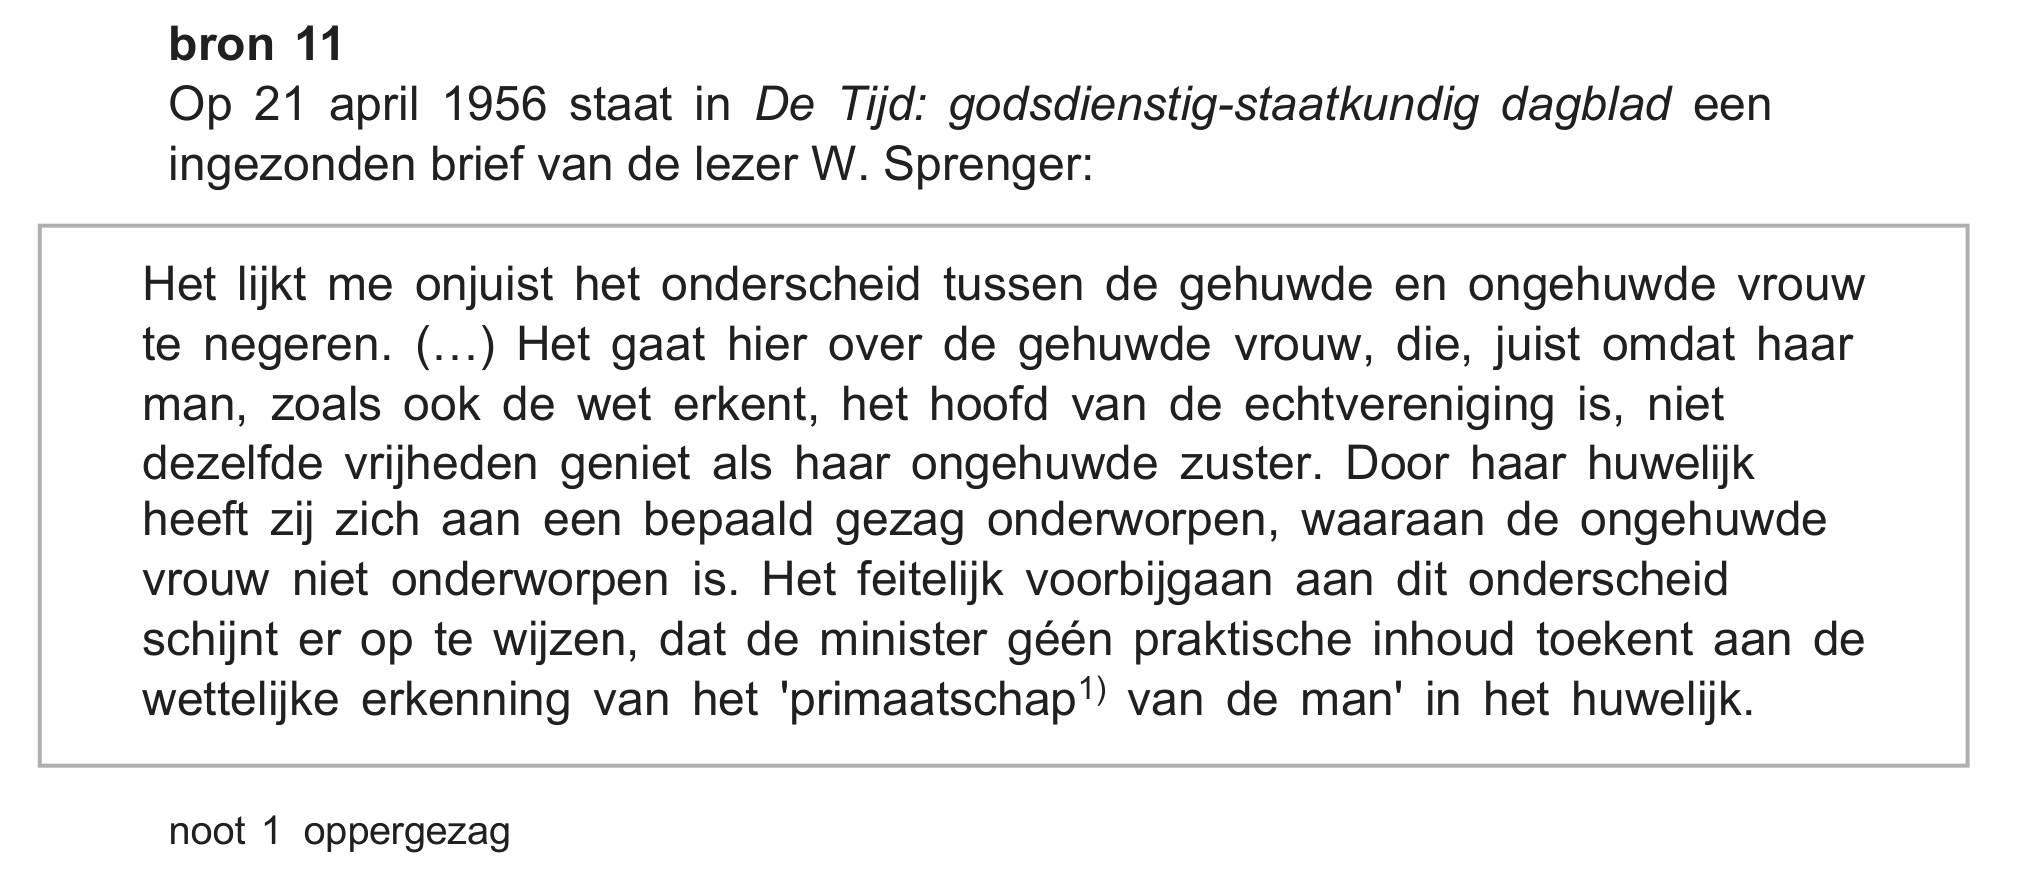 bron 11
Op 21 april 1956 staat in De Tijd: godsdienstig-staatkundig dagblad een
ingezonden brief van de lezer W. Sprenger:
Het lijkt me onjuist het onderscheid tussen de gehuwde en ongehuwde vrouw
te negeren. (…) Het gaat hier over de gehuwde vrouw, die, juist omdat haar
man, zoals ook de wet erkent, het hoofd van de echtvereniging is, niet
dezelfde vrijheden geniet als haar ongehuwde zuster. Door haar huwelijk
heeft zij zich aan een bepaald gezag onderworpen, waaraan de ongehuwde
vrouw niet onderworpen is. Het feitelijk voorbijgaan aan dit onderscheid
schijnt er op te wijzen, dat de minister géén praktische inhoud toekent aan de
wettelijke erkenning van het 'primaatschap1) van de man' in het huwelijk.
noot 1 oppergezag